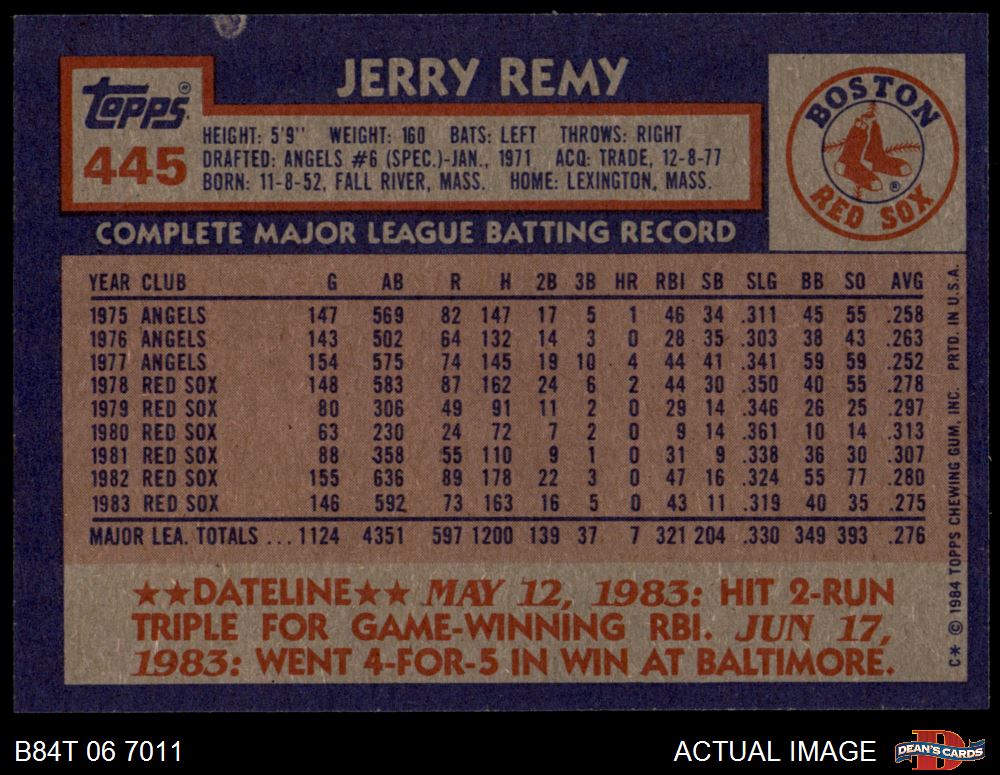 JERRY REMY
Topps®
445
HEIGHT: 5'9" WEIGHT: 160 BATS: LEFT THROWS: RIGHT
DRAFTED: ANGELS #6 (SPEC.)-JAN., 1971 ACQ: TRADE, 12-8-77
BORN: 11-8-52, FALL RIVER, MASS. HOME: LEXINGTON, MASS.
BOSTON
RED SOX
®
COMPLETE MAJOR LEAGUE BATTING RECORD
YEAR CLUB G AB R H 2B 3B HR RBI SB SLG BB SO AVG
1975 ANGELS 147 569 82 147 17 5 1 46 34 .311 45 55 .258
1976 ANGELS 143 502 64 132 14 3 0 28 35 .303 38 43 .263
1977 ANGELS 154 575 74 145 19 10 4 44 41 .341 59 59 .252
1978 RED SOX 148 583 87 162 24 6 2 44 30 .350 40 55 .278
1979 RED SOX 80 306 49 91 11 2 0 29 14 .346 26 25 .297
1980 RED SOX 63 230 24 72 7 2 0 9 14 .361 10 14 .313
1981 RED SOX 88 358 55 110 9 1 0 31 9 .338 36 30 .307
1982 RED SOX 155 636 89 178 22 3 0 47 16 .324 55 77 .280
1983 RED SOX 146 592 73 163 16 5 0 43 11 .319 40 35 .275
MAJOR LEA. TOTALS ... 1124 4351 597 1200 139 37 7 321 204 .330 349 393 .276
★★DATELINE★★ MAY 12, 1983: HIT 2-RUN
TRIPLE FOR GAME-WINNING RBI. JUN 17,
1983: WENT 4-FOR-5 IN WIN AT BALTIMORE.
C* © 1984 TOPPS CHEWING GUM, INC. PRTD. IN U.S.A.
B84T 06 7011
ACTUAL IMAGE
DEAN'S CARDS